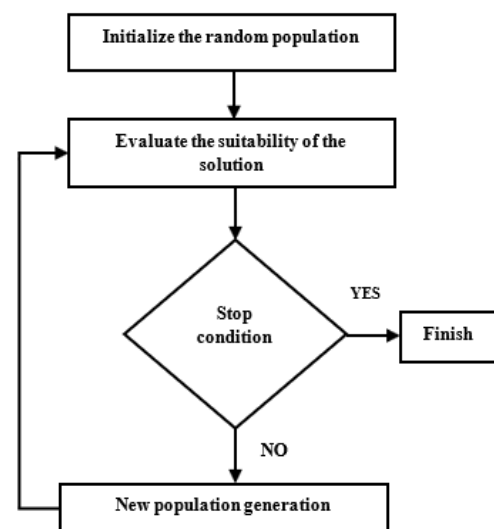 Initialize the random population
Evaluate the suitability of the
solution
Stop
condition
YES
Finish
NO
New population generation